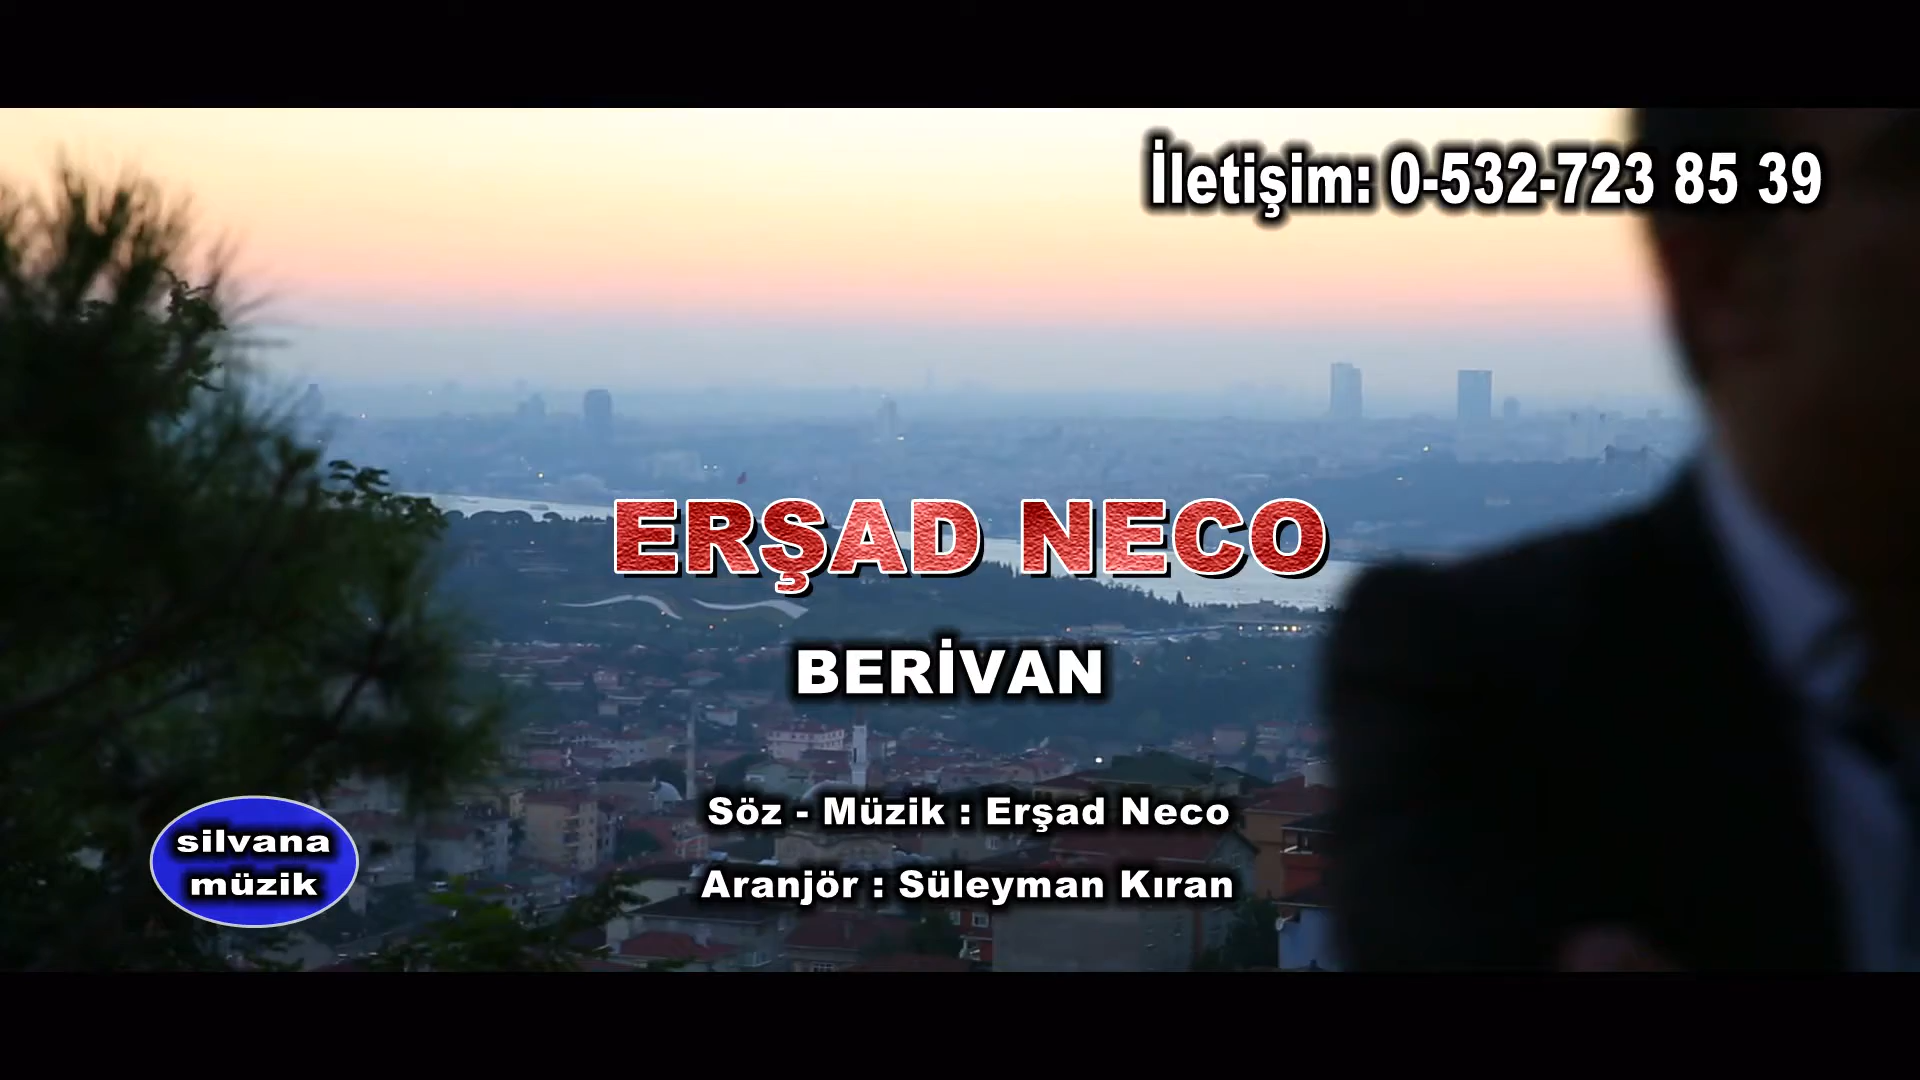 İletişim: 0-532-723 85 39
ERŞAD NECO
BERİVAN
Söz - Müzik : Erşad Neco
Aranjör : Süleyman Kıran
silvana
müzik